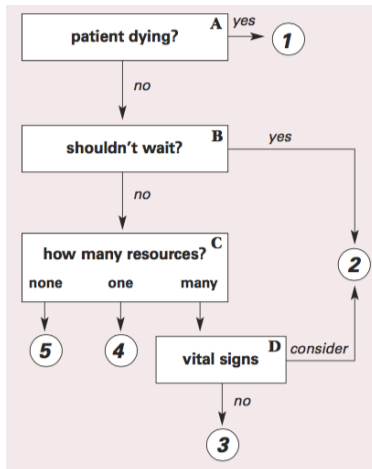 A
yes
patient dying?
1
no
B
yes
shouldn't wait?
no
2
C
how many resources?
none one many
5
4
D
consider
vital signs
no
3